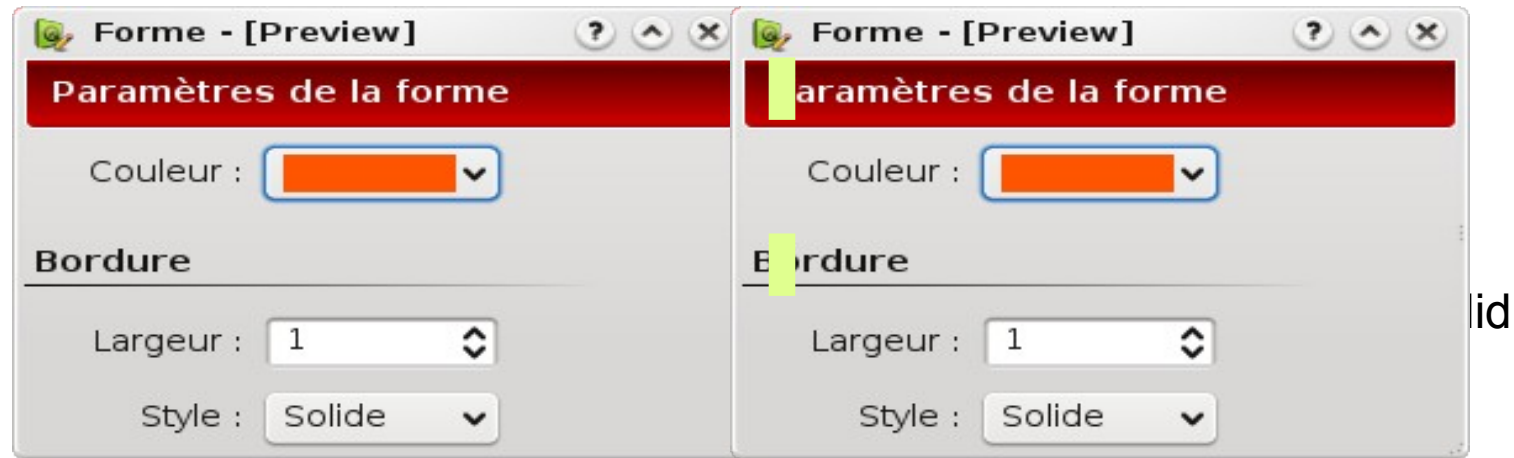 Forme - [Preview]
Paramètres de la forme
Couleur :
Bordure
Largeur : 1
Style : Solide
Forme - [Preview]
aramètres de la forme
Couleur :
B rdure
Largeur : 1
Style : Solide
lid